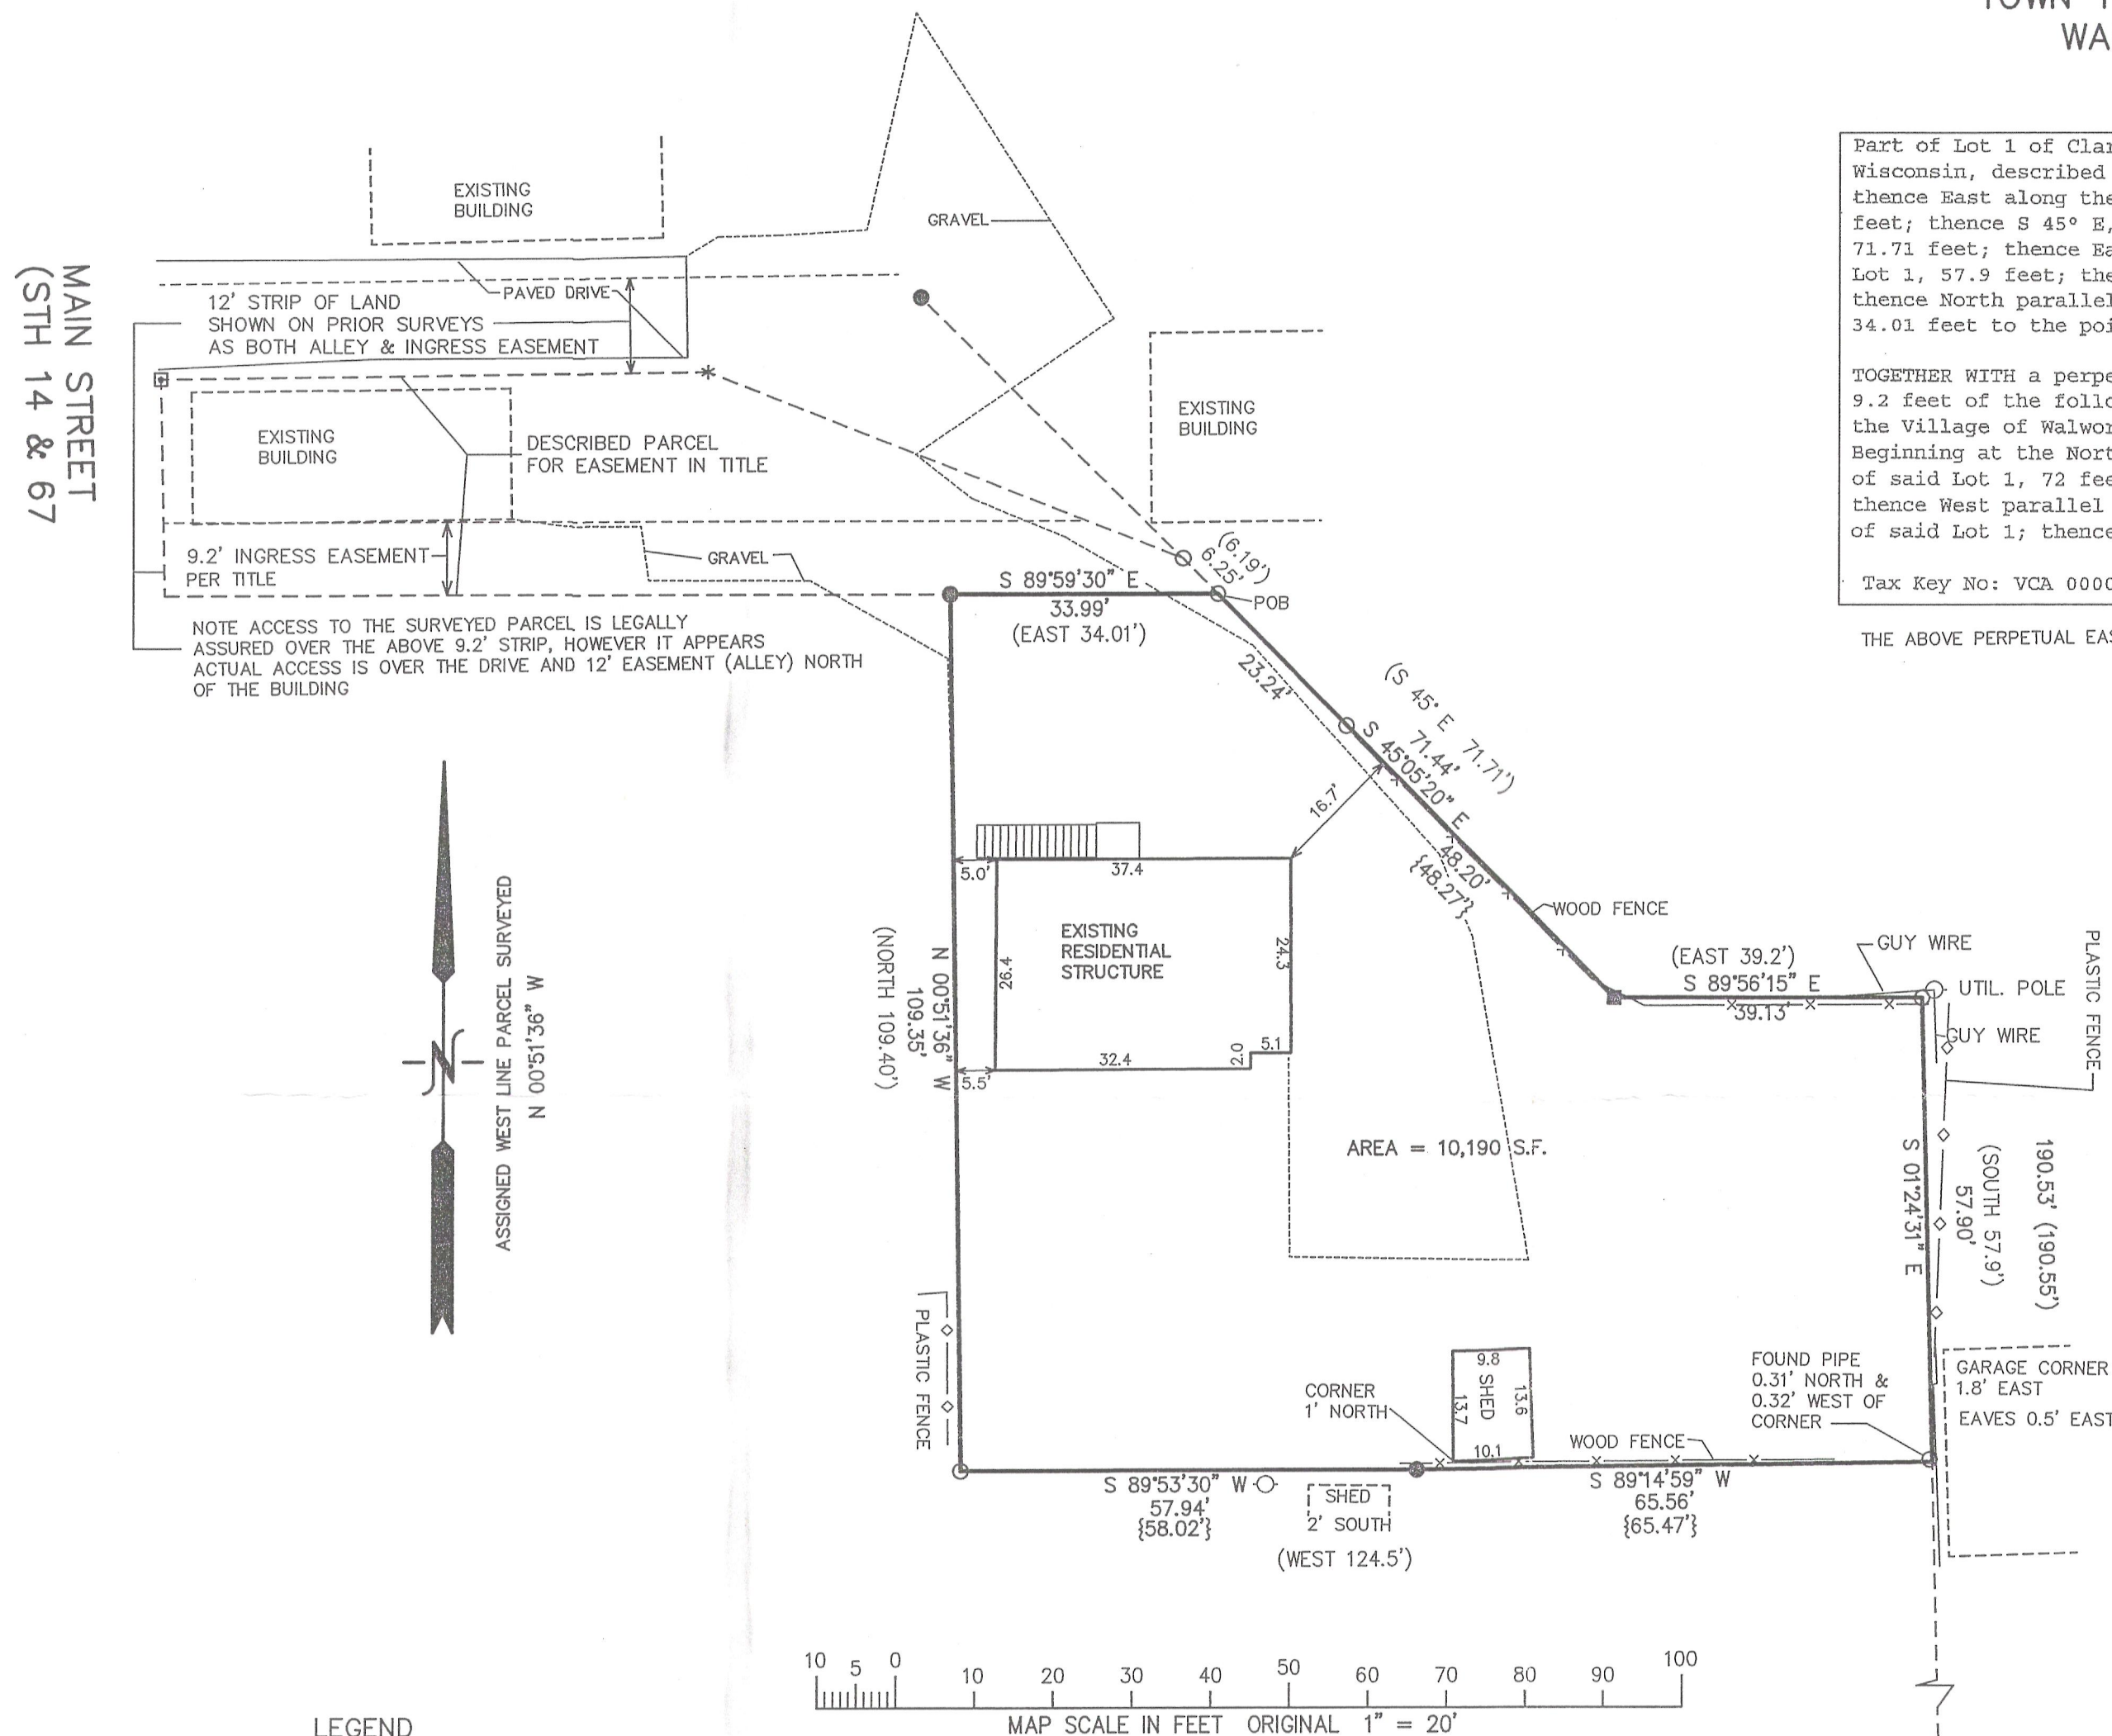 TOWN
WA
Part of Lot 1 of Clar
Wisconsin, described
thence East along the
feet; thence S 45° E,
71.71 feet; thence Ea
Lot 1, 57.9 feet; the
thence North parallel
34.01 feet to the poi
TOGETHER WITH a perpe
9.2 feet of the follo
the Village of Walwor
Beginning at the Nort
of said Lot 1, 72 fee
thence West parallel
of said Lot 1; thence
Tax Key No: VCA 0000
THE ABOVE PERPETUAL EAS
MAIN STREET
(STH 14 & 67
EXISTING
BUILDING
GRAVEL
PAVED DRIVE
12' STRIP OF LAND
SHOWN ON PRIOR SURVEYS
AS BOTH ALLEY & INGRESS EASEMENT
EXISTING
BUILDING
DESCRIBED PARCEL
FOR EASEMENT IN TITLE
EXISTING
BUILDING
9.2' INGRESS EASEMENT
PER TITLE
GRAVEL
NOTE ACCESS TO THE SURVEYED PARCEL IS LEGALLY
ASSURED OVER THE ABOVE 9.2' STRIP, HOWEVER IT APPEARS
ACTUAL ACCESS IS OVER THE DRIVE AND 12' EASEMENT (ALLEY) NORTH
OF THE BUILDING
S 89°59'30" E
33.99'
(EAST 34.01')
(6.19')
6.25'
POB
23.24'
(S 45° E 71.71')
71.44'
S 45°05'20" E
16.7'
48.20'
{48.27'}
WOOD FENCE
(EAST 39.2')
S 89°56'15" E
39.13'
GUY WIRE
UTIL. POLE
GUY WIRE
PLASTIC FENCE
5.0'
37.4
EXISTING
RESIDENTIAL
STRUCTURE
26.4
24.3
5.1
2.0
32.4
5.5'
N 00°51'36" W
109.35'
(NORTH 109.40')
N
ASSIGNED WEST LINE PARCEL SURVEYED
N 00°51'36" W
AREA = 10,190 S.F.
S 01°24'31" E
57.90'
(SOUTH 57.9')
190.53' (190.55')
PLASTIC FENCE
CORNER
1' NORTH
9.8
SHED
13.7
13.6
10.1
WOOD FENCE
FOUND PIPE
0.31' NORTH &
0.32' WEST OF
CORNER
GARAGE CORNER
1.8' EAST
EAVES 0.5' EAST
S 89°53'30" W
57.94'
{58.02'}
SHED
2' SOUTH
(WEST 124.5')
S 89°14'59" W
65.56'
{65.47'}
10 5 0 10 20 30 40 50 60 70 80 90 100
MAP SCALE IN FEET ORIGINAL 1" = 20'
LEGEND